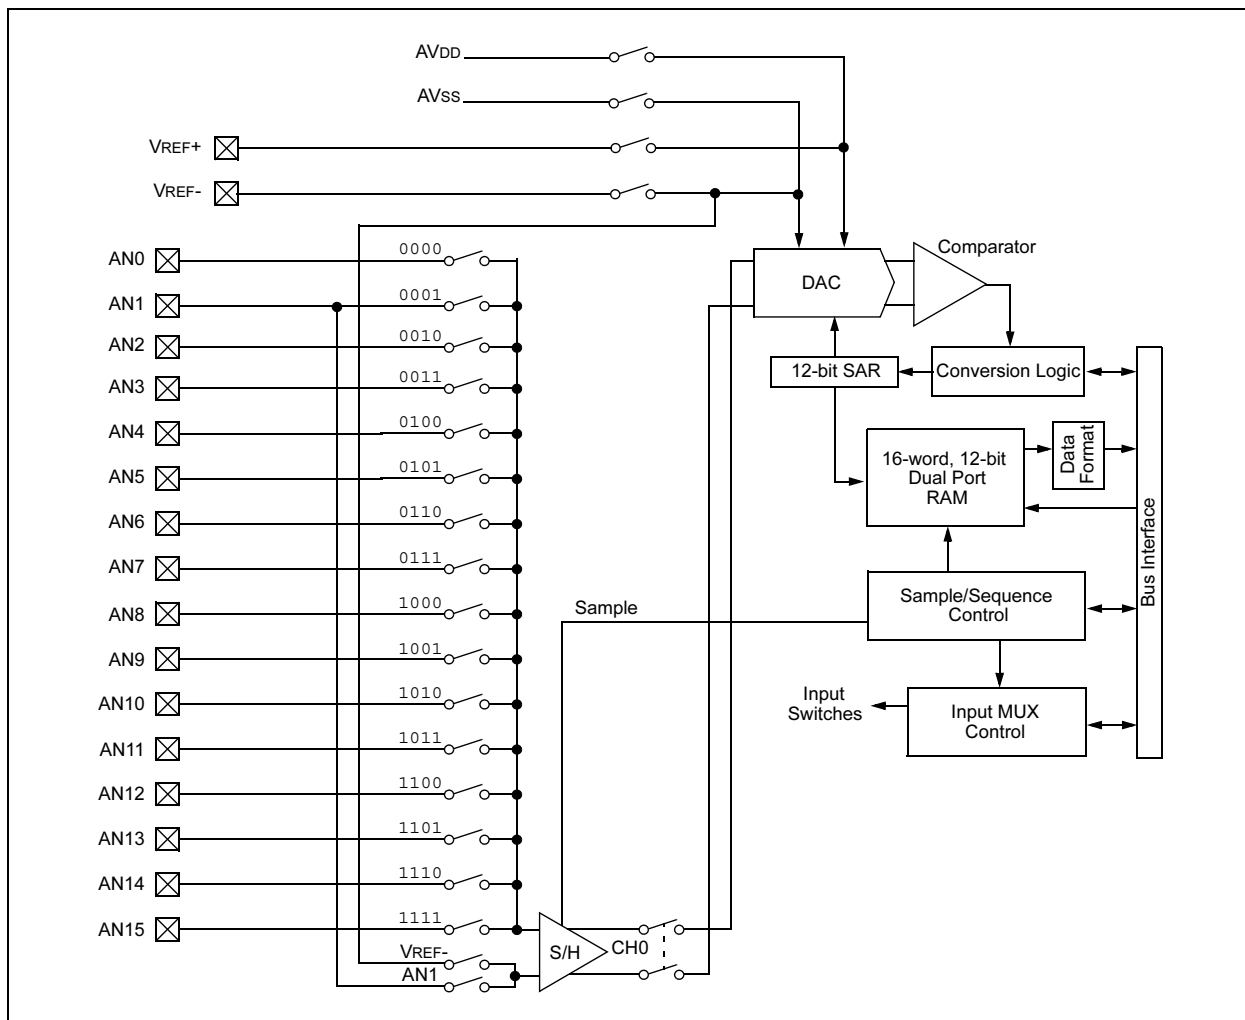 AVDD
AVSS
VREF+
VREF-
AN0
0000
AN1
0001
AN2
0010
AN3
0011
AN4
0100
AN5
0101
AN6
0110
AN7
0111
AN8
1000
AN9
1001
AN10
1010
AN11
1011
AN12
1100
AN13
1101
AN14
1110
AN15
1111
VREF-
AN1
S/H
CH0
DAC
Comparator
12-bit SAR
Conversion Logic
16-word, 12-bit
Dual Port
RAM
Data
Format
Bus Interface
Sample
Sample/Sequence
Control
Input
Switches
Input MUX
Control